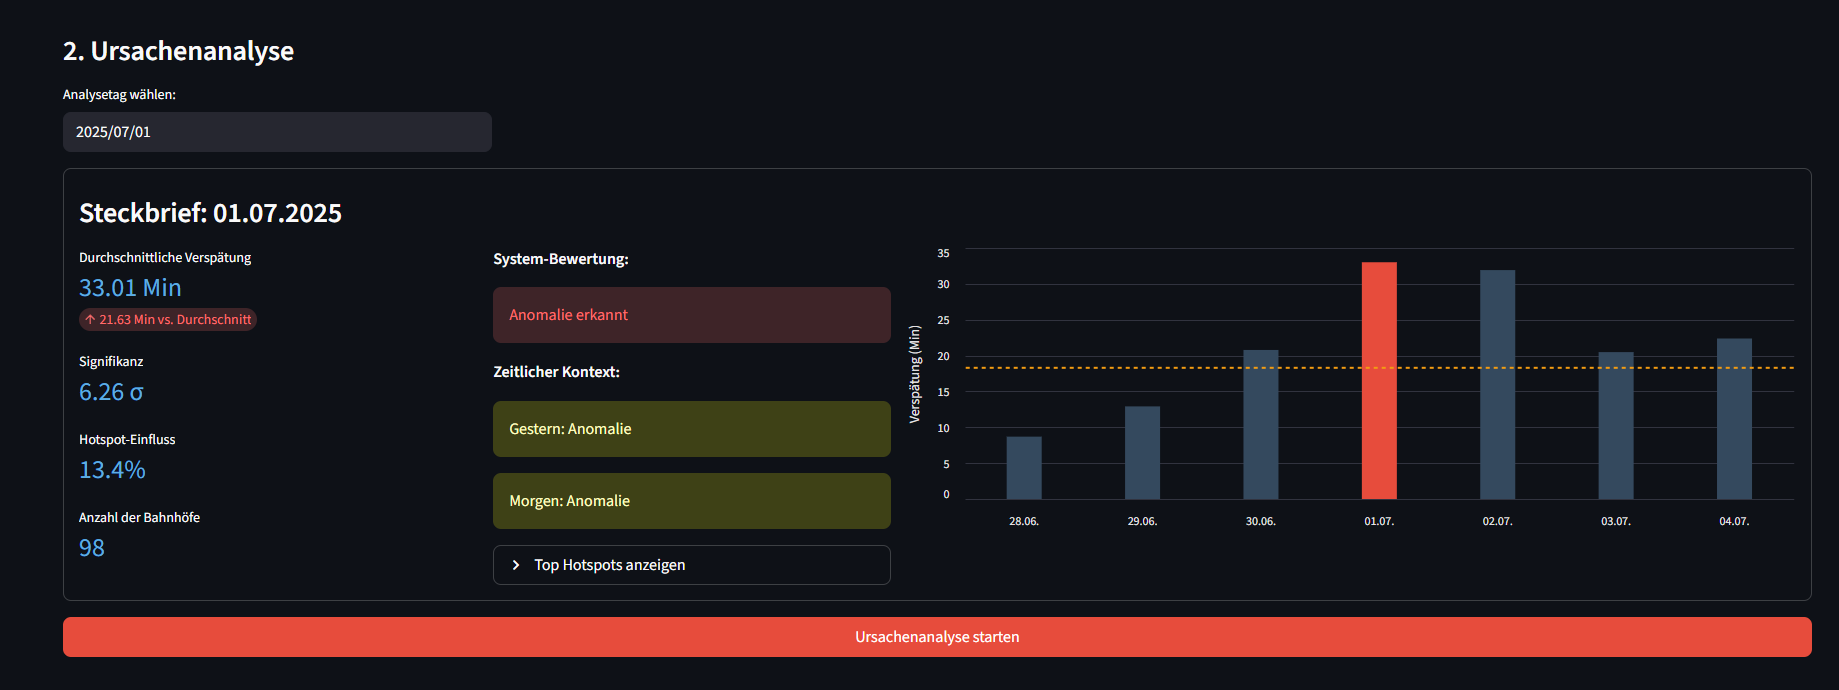 2. Ursachenanalyse
Analysetag wählen:
2025/07/01
Steckbrief: 01.07.2025
Durchschnittliche Verspätung
33.01 Min
↑ 21.63 Min vs. Durchschnitt
Signifikanz
6.26 σ
Hotspot-Einfluss
13.4%
Anzahl der Bahnhöfe
98
System-Bewertung:
Anomalie erkannt
Zeitlicher Kontext:
Gestern: Anomalie
Morgen: Anomalie
Top Hotspots anzeigen
Verspätung (Min)
35
30
25
20
15
10
5
0
28.06. 29.06. 30.06. 01.07. 02.07. 03.07. 04.07.
Ursachenanalyse starten